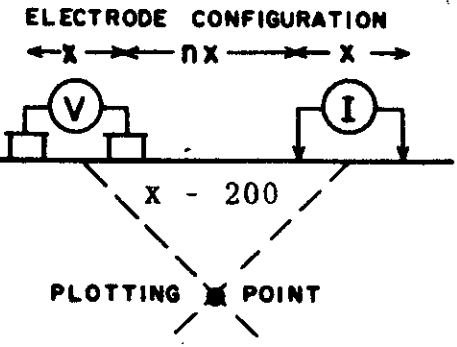 ELECTRODE CONFIGURATION
x nx x
V I
x - 200
PLOTTING POINT